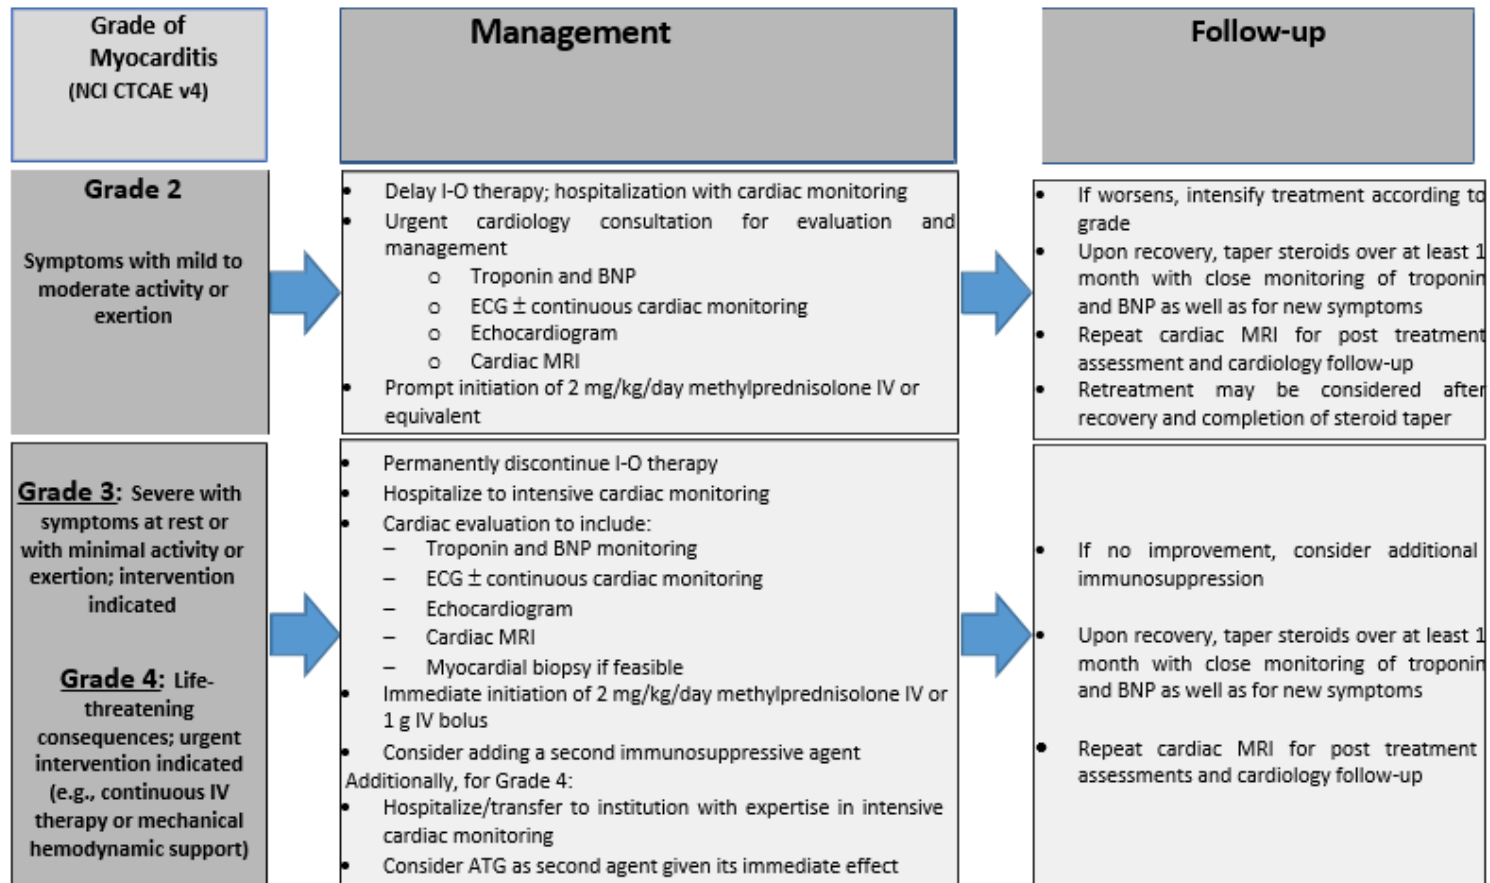 Grade of
Myocarditis
(NCI CTCAE v4)
Management
Follow-up
Grade 2
Symptoms with mild to
moderate activity or
exertion
• Delay I-O therapy; hospitalization with cardiac monitoring
• Urgent cardiology consultation for evaluation and
management
o Troponin and BNP
o ECG ± continuous cardiac monitoring
o Echocardiogram
o Cardiac MRI
• Prompt initiation of 2 mg/kg/day methylprednisolone IV or
equivalent
• If worsens, intensify treatment according to
grade
• Upon recovery, taper steroids over at least 1
month with close monitoring of troponin
and BNP as well as for new symptoms
• Repeat cardiac MRI for post treatment
assessment and cardiology follow-up
• Retreatment may be considered after
recovery and completion of steroid taper
Grade 3: Severe with
symptoms at rest or
with minimal activity or
exertion; intervention
indicated
Grade 4: Life-
threatening
consequences; urgent
intervention indicated
(e.g., continuous IV
therapy or mechanical
hemodynamic support)
• Permanently discontinue I-O therapy
• Hospitalize to intensive cardiac monitoring
• Cardiac evaluation to include:
– Troponin and BNP monitoring
– ECG ± continuous cardiac monitoring
– Echocardiogram
– Cardiac MRI
– Myocardial biopsy if feasible
• Immediate initiation of 2 mg/kg/day methylprednisolone IV or
1 g IV bolus
• Consider adding a second immunosuppressive agent
Additionally, for Grade 4:
• Hospitalize/transfer to institution with expertise in intensive
cardiac monitoring
• Consider ATG as second agent given its immediate effect
• If no improvement, consider additional
immunosuppression
• Upon recovery, taper steroids over at least 1
month with close monitoring of troponin
and BNP as well as for new symptoms
• Repeat cardiac MRI for post treatment
assessments and cardiology follow-up